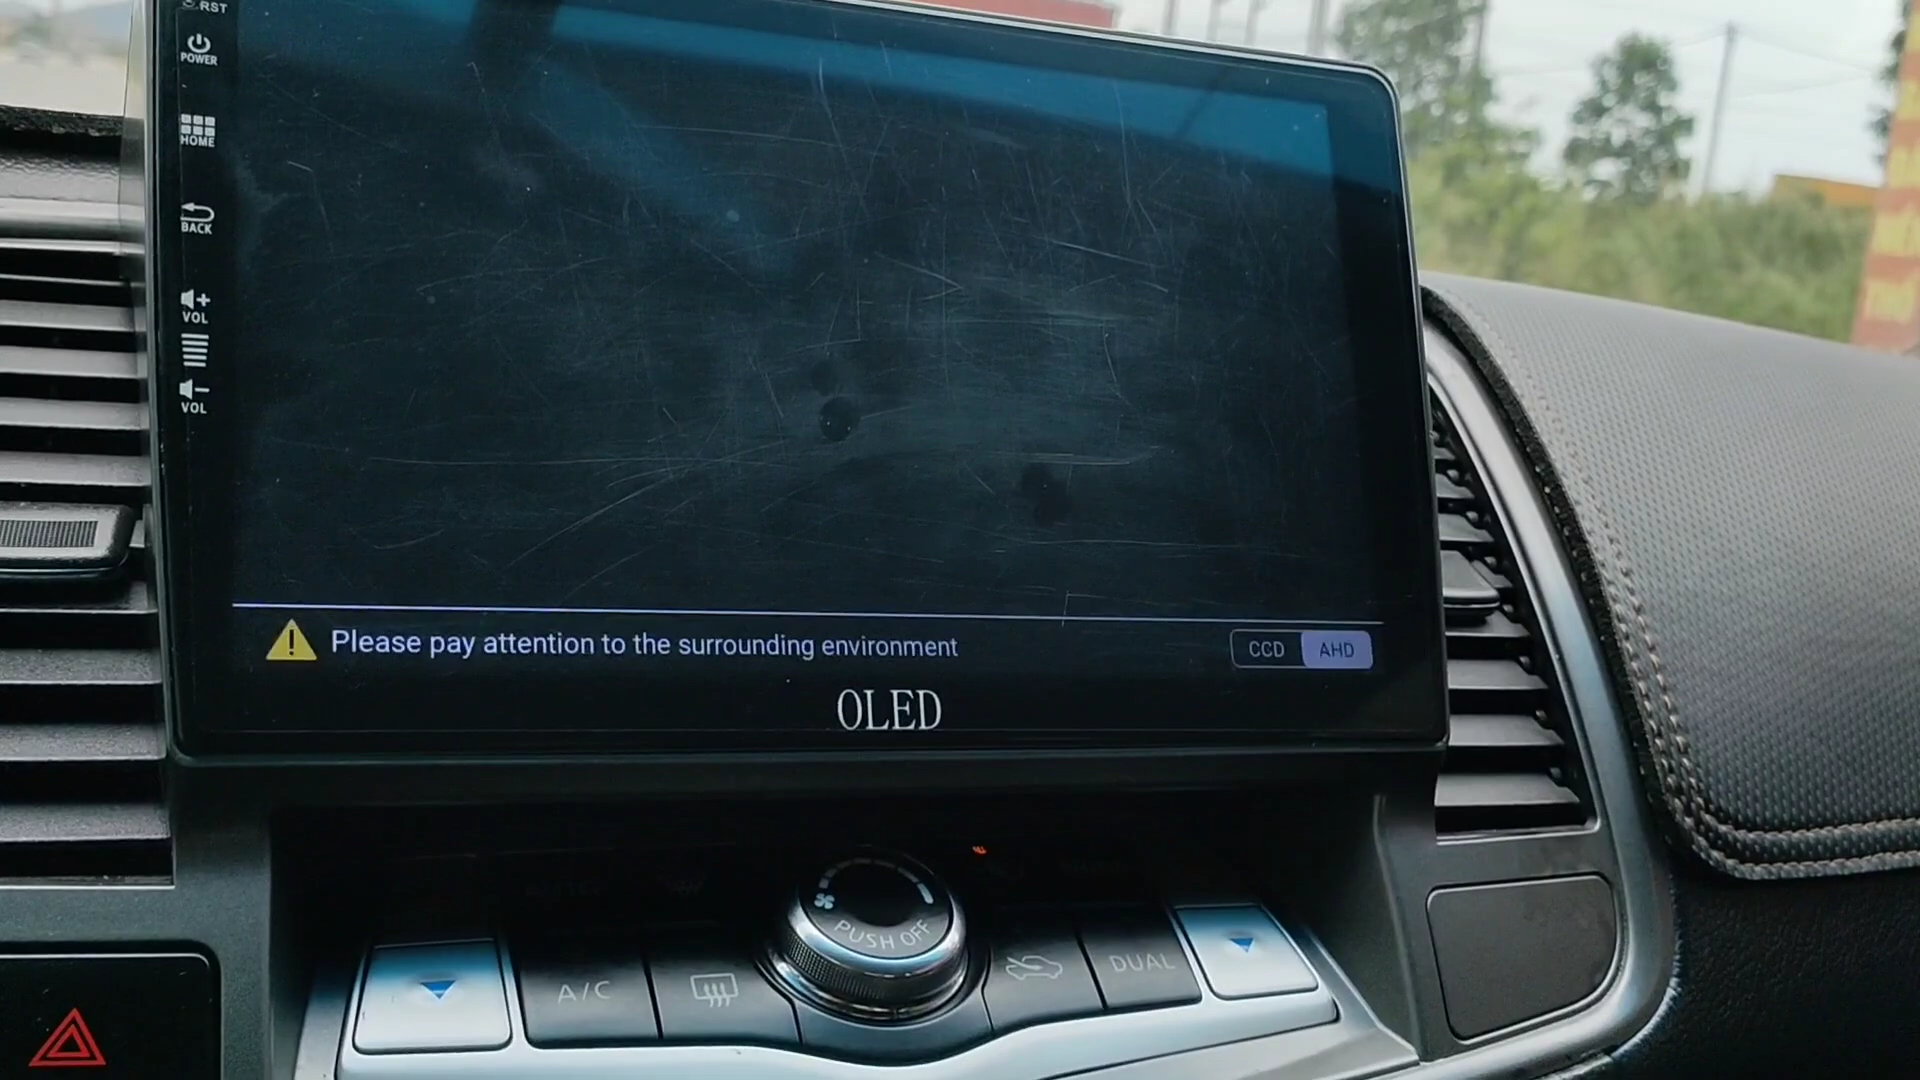 RST
POWER
HOME
BACK
VOL
VOL
Please pay attention to the surrounding environment
CCD AHD
OLED
PUSH OFF
A/C
DUAL